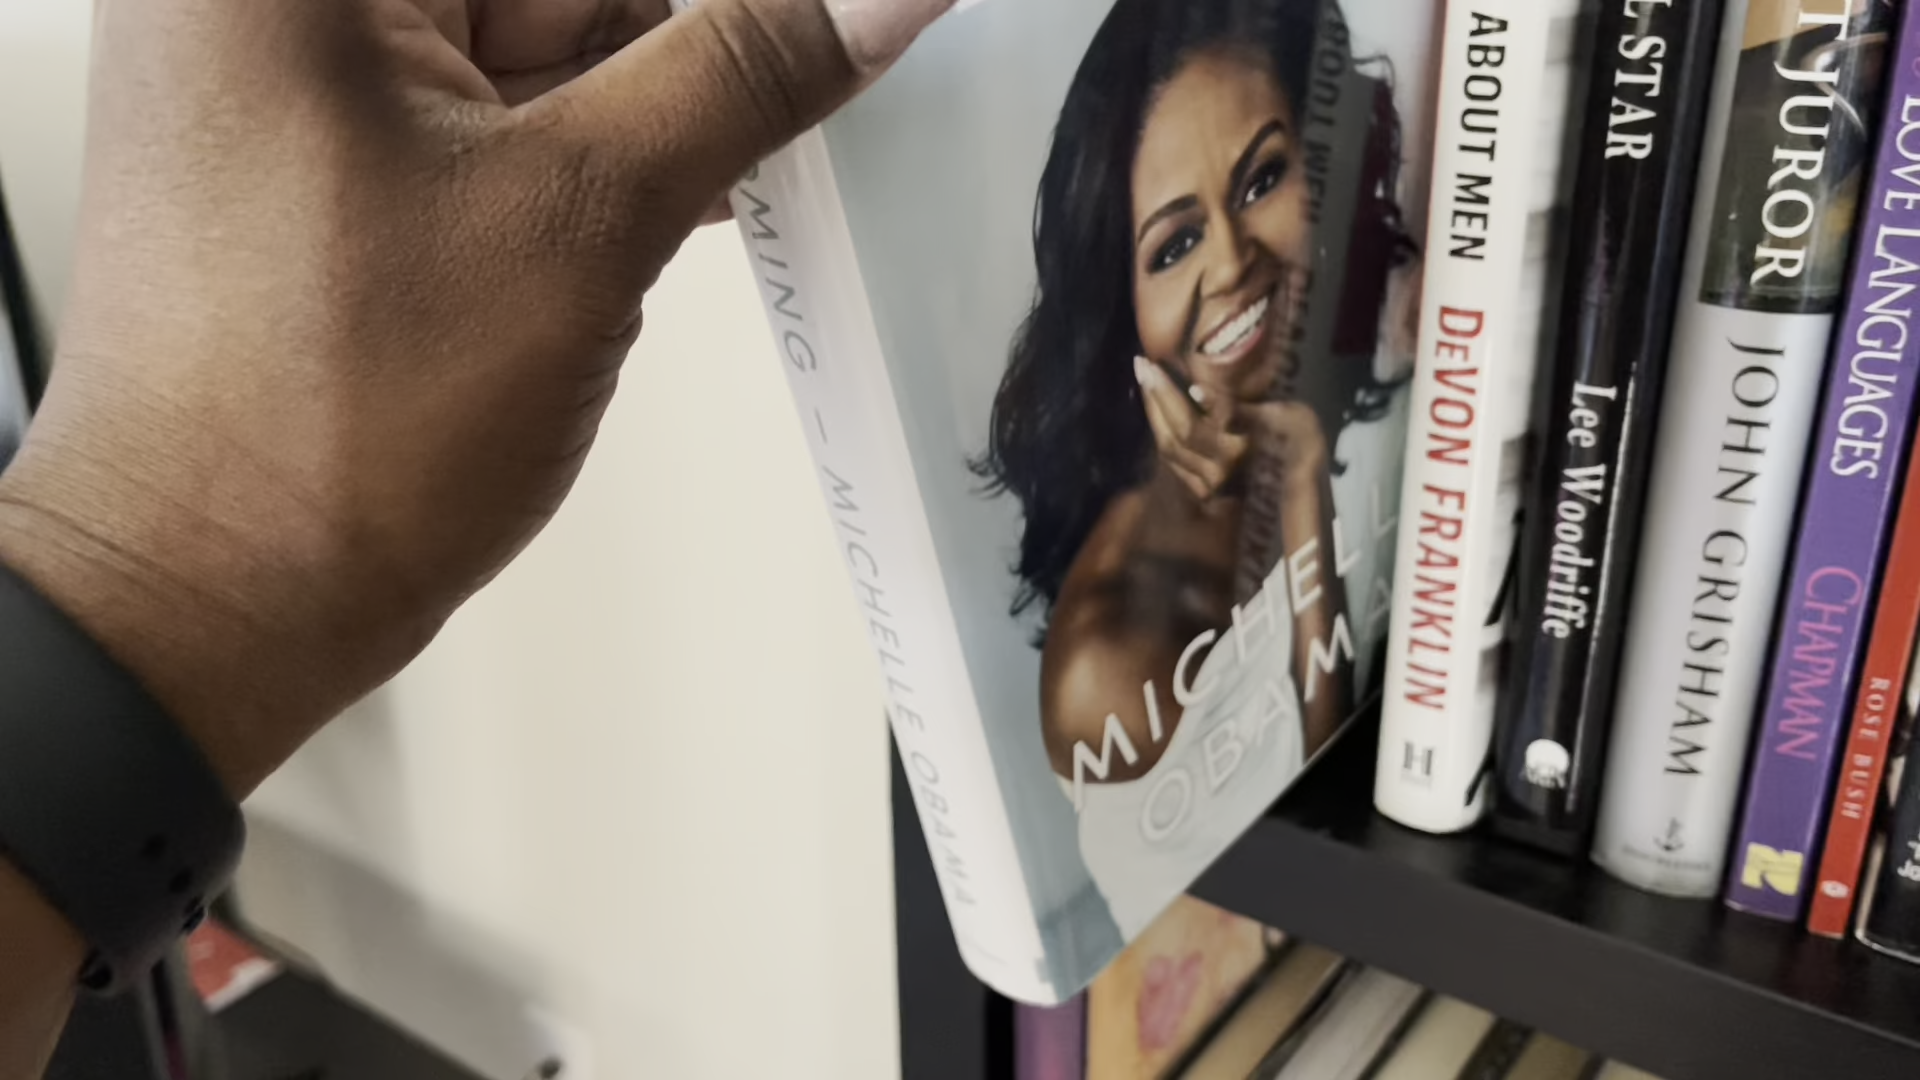 MING – MICHELLE OBAMA
MICHELL
OBAMA
ABOUT MEN DEVON FRANKLIN
H
L STAR Lee Woodriffe
T JUROR JOHN GRISHAM
LOVE LANGUAGES CHAPMAN
ROSE BUSH